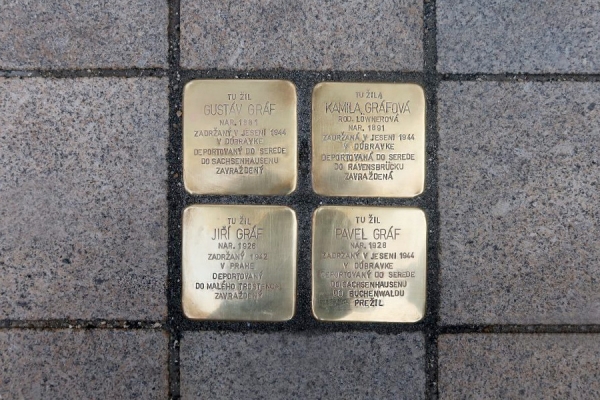 TU ŽIL
GUSTÁV GRÁF
NAR. 1881
ZADRŽANÝ V JESENI 1944
V DÚBRAVKE
DEPORTOVANÝ DO SEREDE
DO SACHSENHAUSENU
ZAVRAŽDENÝ
TU ŽILA
KAMILA GRÁFOVÁ
ROD. LÖWNEROVÁ
NAR. 1891
ZADRŽANÁ V JESENI 1944
V DÚBRAVKE
DEPORTOVANÁ DO SEREDE
DO RAVENSBRÜCKU
ZAVRAŽDENÁ
TU ŽIL
JIŘÍ GRÁF
NAR. 1926
ZADRŽANÝ 1942
V PRAHE
DEPORTOVANÝ
DO MALÉHO TROSTENCA
ZAVRAŽDENÝ
TU ŽIL
PAVEL GRÁF
NAR. 1928
ZADRŽANÝ V JESENI 1944
V DÚBRAVKE
DEPORTOVANÝ DO SEREDE
DO SACHSENHAUSENU
DO BUCHENWALDU
PREŽIL